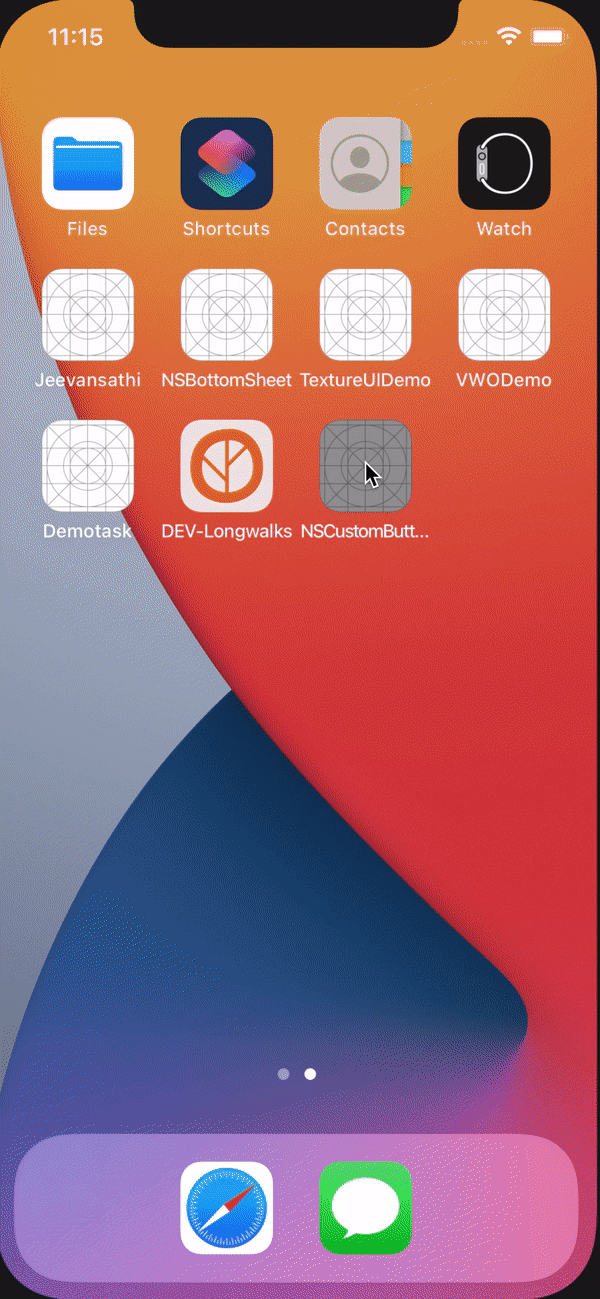 11:15
Files Shortcuts Contacts Watch
Jeevansathi NSBottomSheet TextureUIDemo VWODemo
Demotask DEV-Longwalks NSCustomButt...